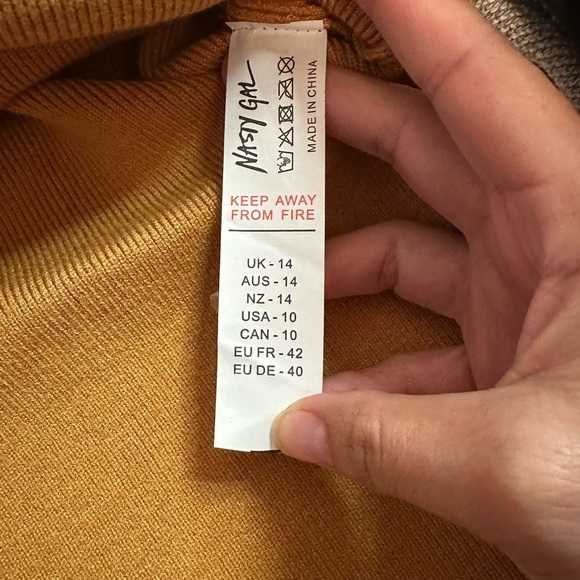 NASTY GAL
MADE IN CHINA
KEEP AWAY
FROM FIRE
UK - 14
AUS - 14
NZ - 14
USA - 10
CAN - 10
EU FR - 42
EU DE - 40